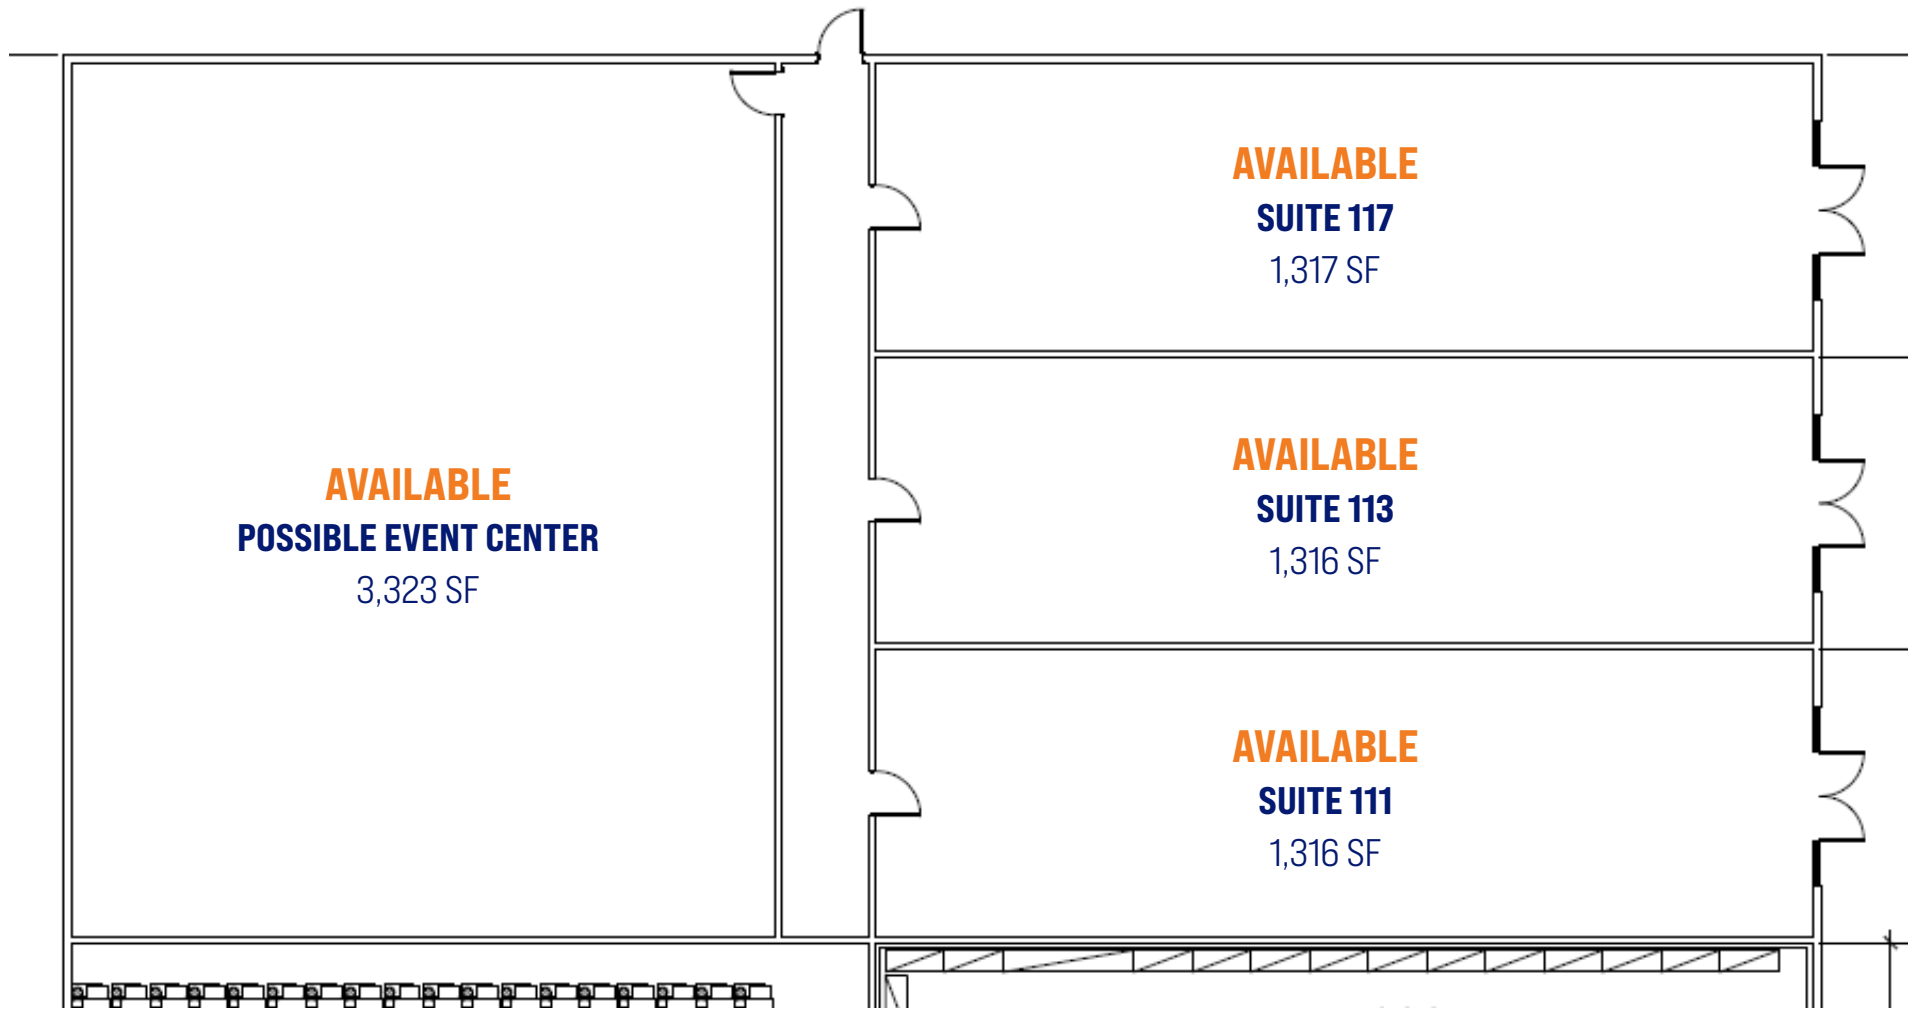 AVAILABLE
POSSIBLE EVENT CENTER
3,323 SF
AVAILABLE
SUITE 117
1,317 SF
AVAILABLE
SUITE 113
1,316 SF
AVAILABLE
SUITE 111
1,316 SF